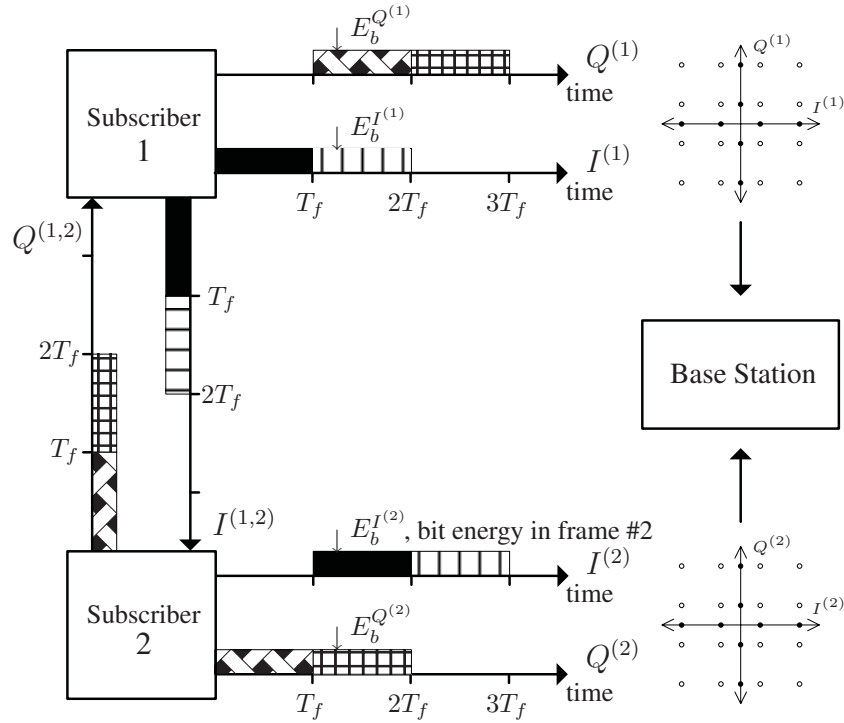 E_b^{Q^{(1)}}
Q^{(1)}
time
Subscriber
1
E_b^{I^{(1)}}
I^{(1)}
time
T_f 2T_f 3T_f
Q^{(1)}
I^{(1)}
Q^{(1,2)}
T_f
2T_f
2T_f
T_f
I^{(1,2)}
Base Station
E_b^{I^{(2)}}, bit energy in frame #2
I^{(2)}
time
Subscriber
2
E_b^{Q^{(2)}}
Q^{(2)}
time
T_f 2T_f 3T_f
Q^{(2)}
I^{(2)}